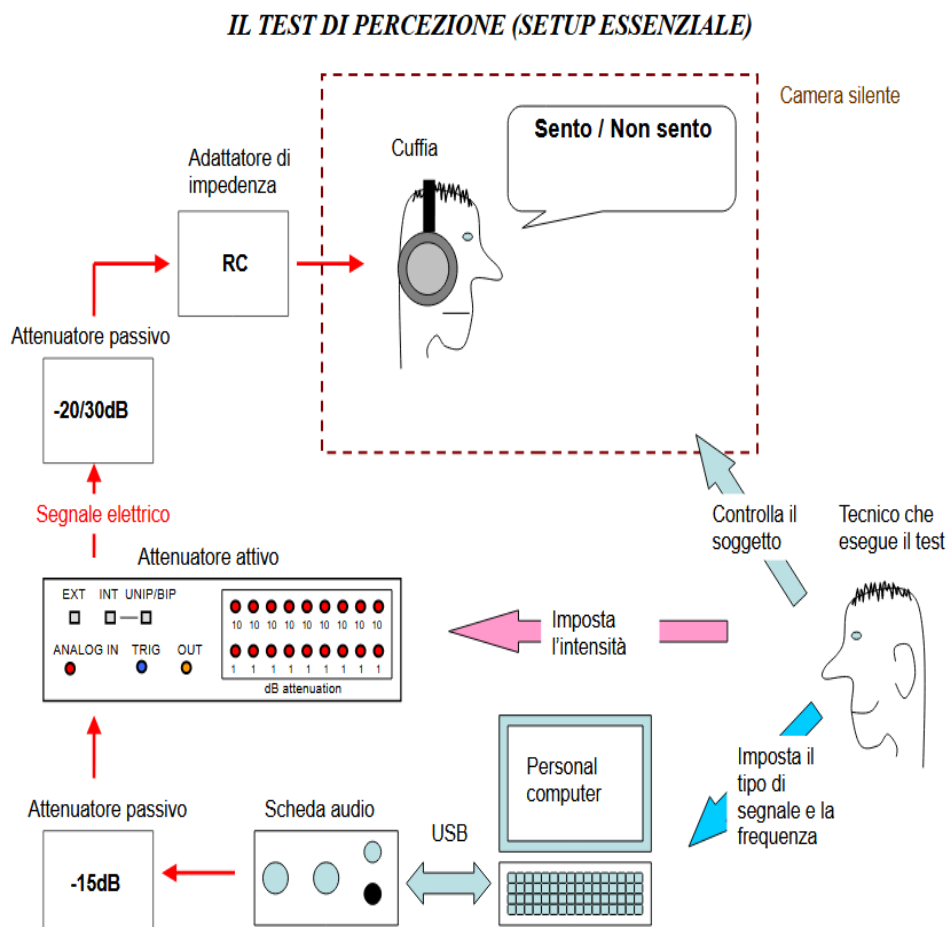 IL TEST DI PERCEZIONE (SETUP ESSENZIALE)
Camera silente
Sento / Non sento
Cuffia
Adattatore di
impedenza
RC
Attenuatore passivo
-20/30dB
Segnale elettrico
Controlla il
soggetto
Tecnico che
esegue il test
Attenuatore attivo
EXT INT UNIP/BIP
10 10 10 10 10 10 10 10 10
ANALOG IN TRIG OUT
1 1 1 1 1 1 1 1 1
dB attenuation
Imposta
l'intensità
Personal
computer
Imposta il
tipo di
segnale e la
frequenza
Attenuatore passivo
Scheda audio
USB
-15dB